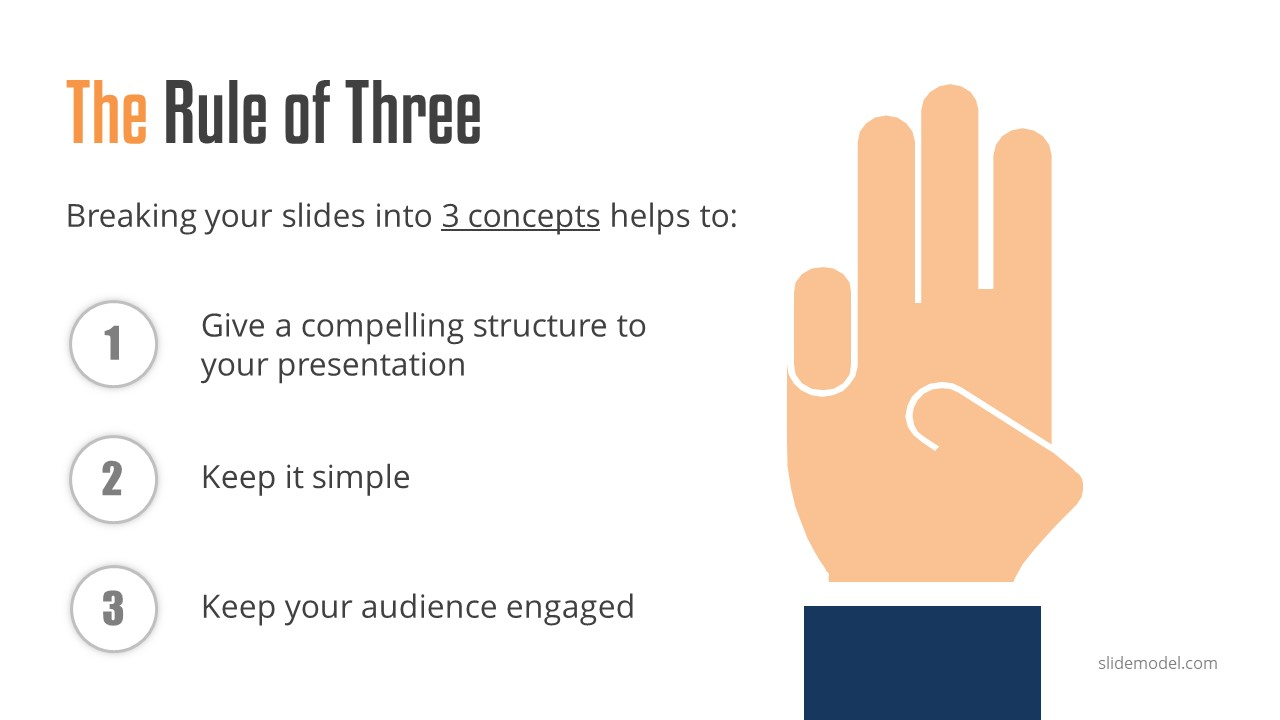 The Rule of Three
Breaking your slides into 3 concepts helps to:
1
Give a compelling structure to
your presentation
2
Keep it simple
3
Keep your audience engaged
slidemodel.com